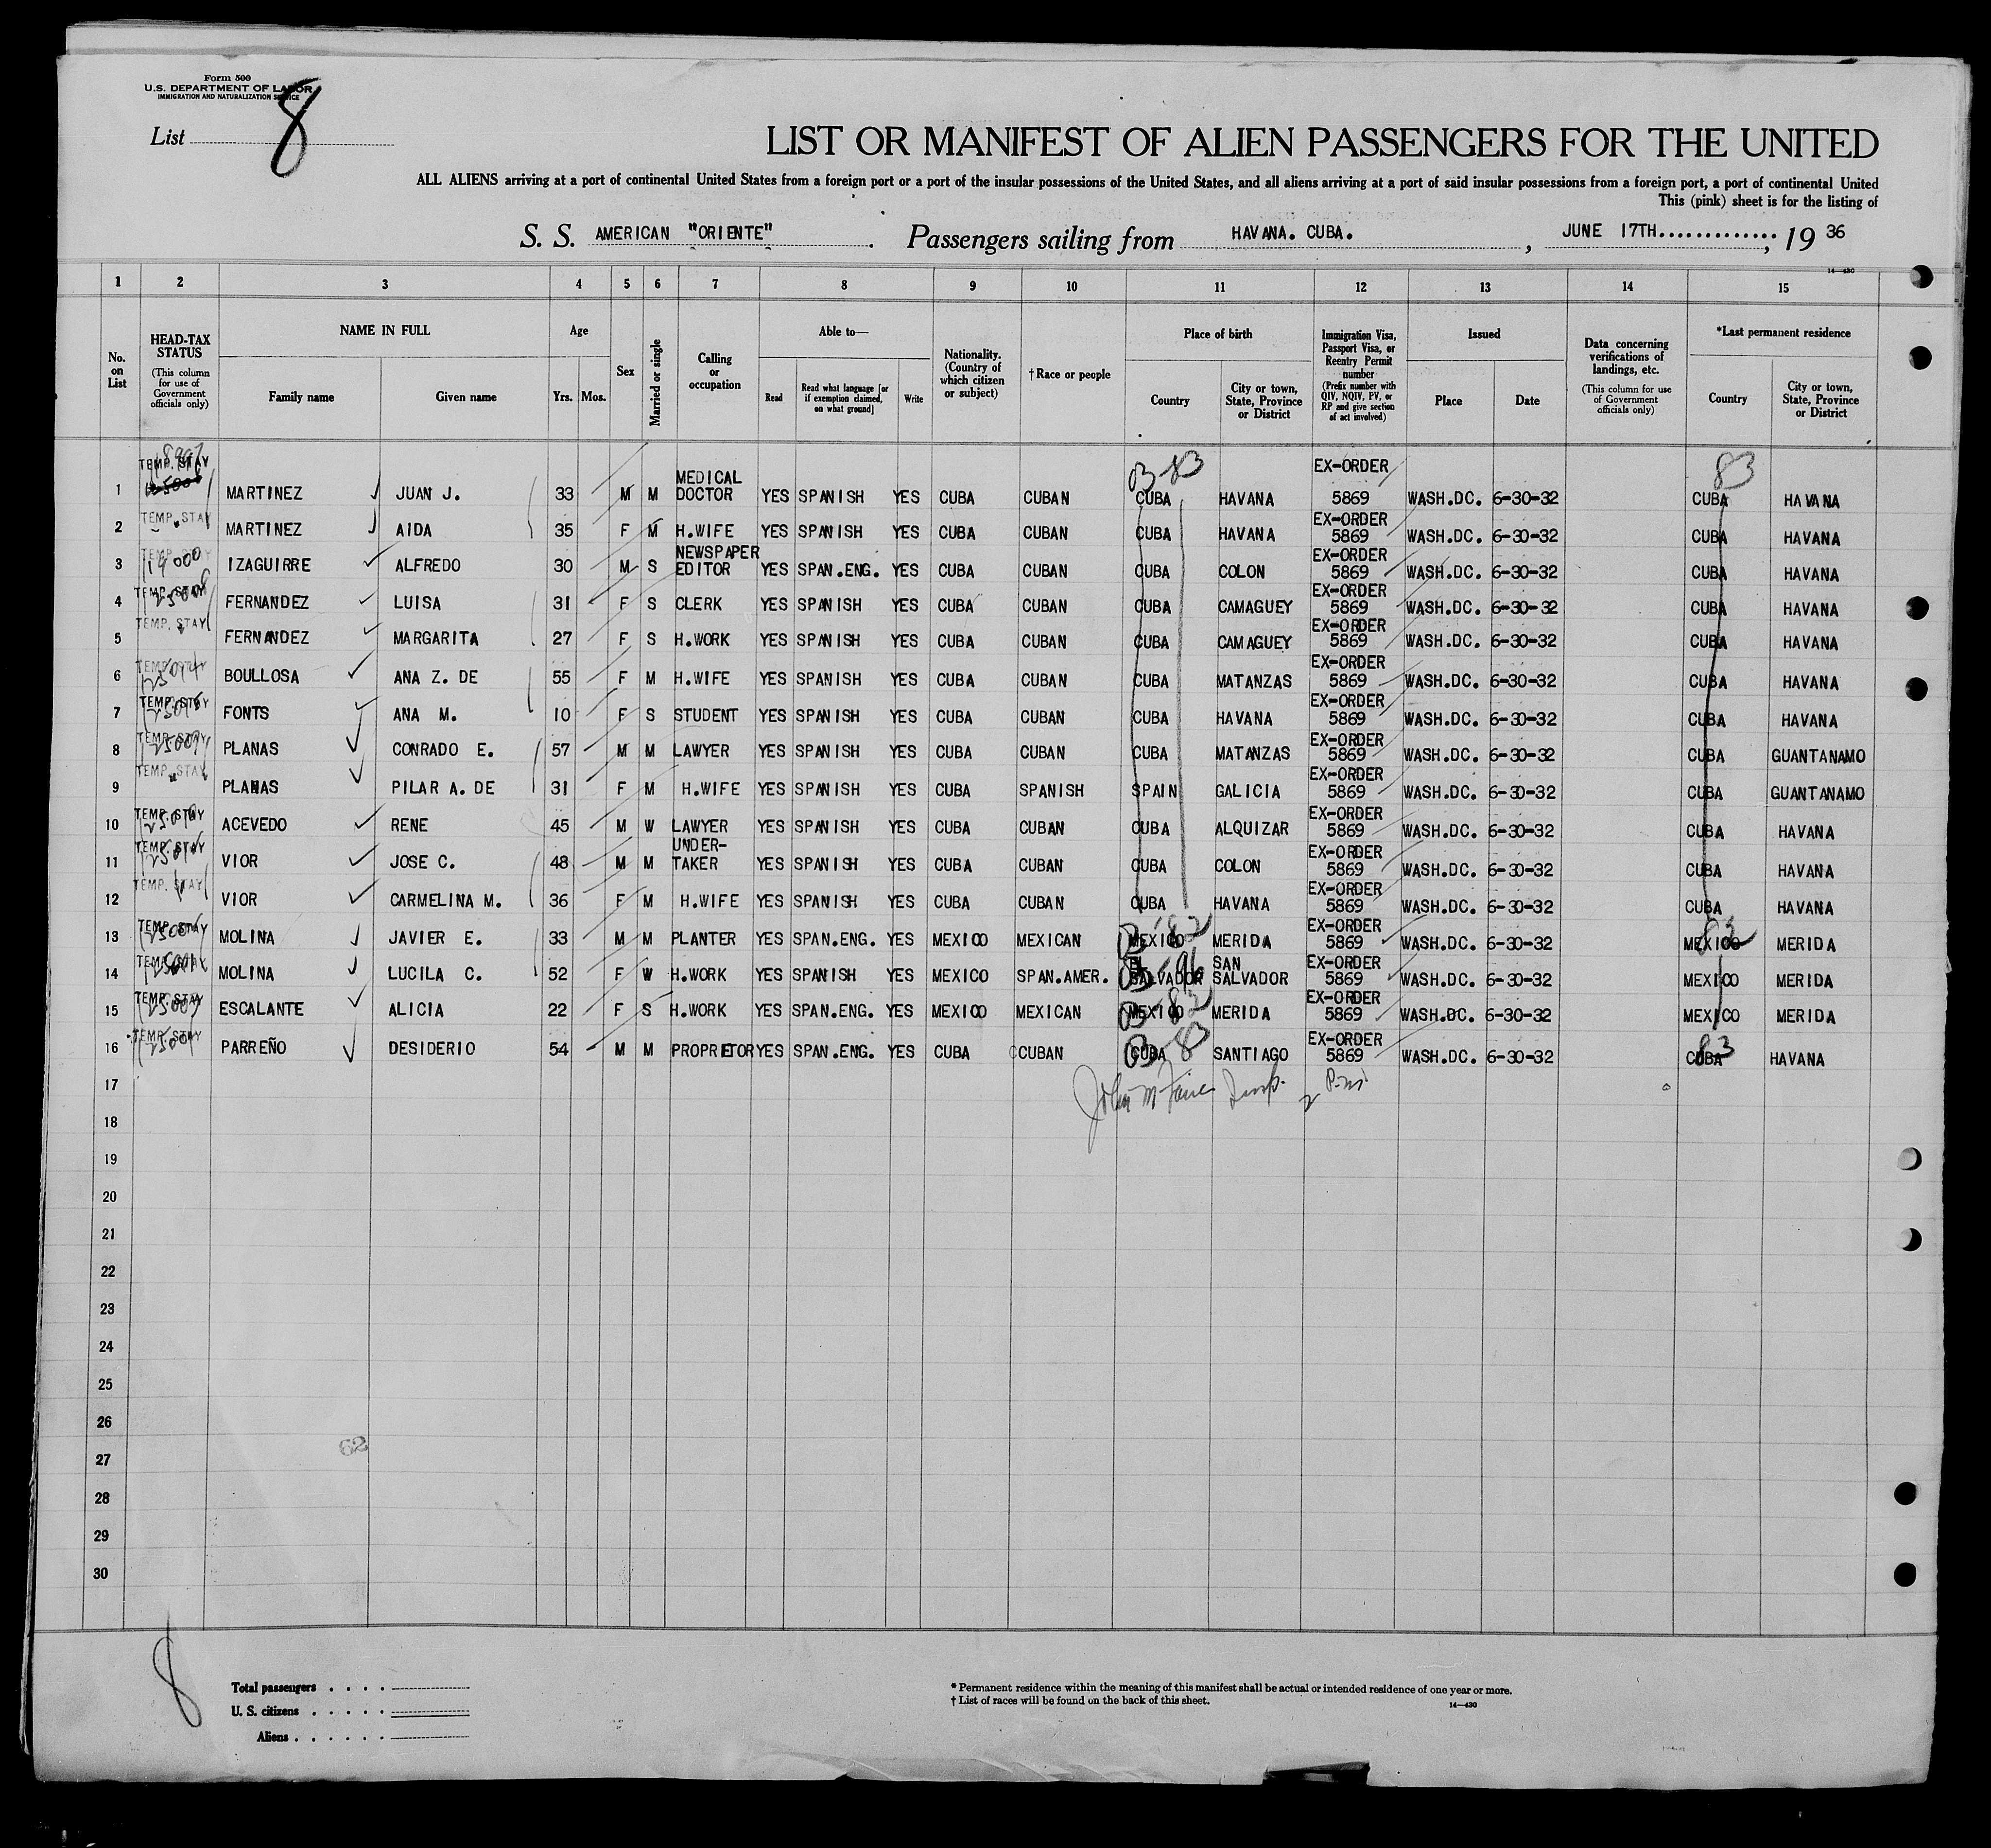 Form 500
U.S. DEPARTMENT OF LABOR
IMMIGRATION AND NATURALIZATION SERVICE
List 8
LIST OR MANIFEST OF ALIEN PASSENGERS FOR THE UNITED
ALL ALIENS arriving at a port of continental United States from a foreign port or a port of the insular possessions of the United States, and all aliens arriving at a port of said insular possessions from a foreign port, a port of continental United
This (pink) sheet is for the listing of
S. S. AMERICAN "ORIENTE". Passengers sailing from HAVANA. CUBA., JUNE 17TH............., 19 36
14—430
1 2 3 4 5 6 7 8 9 10 11 12 13 14 15
No. on List
HEAD-TAX STATUS (This column for use of Government officials only)
NAME IN FULL Family name Given name
Age Yrs. Mos.
Sex
Married or single
Calling or occupation
Able to— Read Read what language [or if exemption claimed, on what ground] Write
Nationality. (Country of which citizen or subject)
†Race or people
Place of birth Country City or town, State, Province or District
Immigration Visa, Passport Visa, or Reentry Permit number (Prefix number with QIV, NQIV, PV, or RP and give section of act involved)
Issued Place Date
Data concerning verifications of landings, etc. (This column for use of Government officials only)
*Last permanent residence Country City or town, State, Province or District
03-83 83
1 TEMP. STAY MARTINEZ JUAN J. 33 M M MEDICAL DOCTOR YES SPANISH YES CUBA CUBAN CUBA HAVANA EX-ORDER 5869 WASH.DC. 6-30-32 CUBA HAVANA
2 TEMP. STAY MARTINEZ AIDA 35 F M H.WIFE YES SPANISH YES CUBA CUBAN CUBA HAVANA EX-ORDER 5869 WASH.DC. 6-30-32 CUBA HAVANA
3 TEMP. STAY IZAGUIRRE ALFREDO 30 M S NEWSPAPER EDITOR YES SPAN.ENG. YES CUBA CUBAN CUBA COLON EX-ORDER 5869 WASH.DC. 6-30-32 CUBA HAVANA
4 TEMP. STAY FERNANDEZ LUISA 31 F S CLERK YES SPANISH YES CUBA CUBAN CUBA CAMAGUEY EX-ORDER 5869 WASH.DC. 6-30-32 CUBA HAVANA
5 TEMP. STAY FERNANDEZ MARGARITA 27 F S H.WORK YES SPANISH YES CUBA CUBAN CUBA CAMAGUEY EX-ORDER 5869 WASH.DC. 6-30-32 CUBA HAVANA
6 TEMP. STAY BOULLOSA ANA Z. DE 55 F M H.WIFE YES SPANISH YES CUBA CUBAN CUBA MATANZAS EX-ORDER 5869 WASH.DC. 6-30-32 CUBA HAVANA
7 TEMP. STAY FONTS ANA M. 10 F S STUDENT YES SPANISH YES CUBA CUBAN CUBA HAVANA EX-ORDER 5869 WASH.DC. 6-30-32 CUBA HAVANA
8 TEMP. STAY PLANAS CONRADO E. 57 M M LAWYER YES SPANISH YES CUBA CUBAN CUBA MATANZAS EX-ORDER 5869 WASH.DC. 6-30-32 CUBA GUANTANAMO
9 TEMP. STAY PLANAS PILAR A. DE 31 F M H.WIFE YES SPANISH YES CUBA SPANISH SPAIN GALICIA EX-ORDER 5869 WASH.DC. 6-30-32 CUBA GUANTANAMO
10 TEMP. STAY ACEVEDO RENE 45 M W LAWYER YES SPANISH YES CUBA CUBAN CUBA ALQUIZAR EX-ORDER 5869 WASH.DC. 6-30-32 CUBA HAVANA
11 TEMP. STAY VIOR JOSE C. 48 M M UNDER-TAKER YES SPANISH YES CUBA CUBAN CUBA COLON EX-ORDER 5869 WASH.DC. 6-30-32 CUBA HAVANA
12 TEMP. STAY VIOR CARMELINA M. 36 F M H.WIFE YES SPANISH YES CUBA CUBAN CUBA HAVANA EX-ORDER 5869 WASH.DC. 6-30-32 CUBA HAVANA
13 TEMP. STAY MOLINA JAVIER E. 33 M M PLANTER YES SPAN.ENG. YES MEXICO MEXICAN MEXICO MERIDA EX-ORDER 5869 WASH.DC. 6-30-32 MEXICO MERIDA
14 MOLINA LUCILA C. 52 F W H.WORK YES SPANISH YES MEXICO SPAN.AMER. EL SALVADOR SAN SALVADOR EX-ORDER 5869 WASH.DC. 6-30-32 MEXICO MERIDA
15 TEMP. STAY ESCALANTE ALICIA 22 F S H.WORK YES SPAN.ENG. YES MEXICO MEXICAN MEXICO MERIDA EX-ORDER 5869 WASH.DC. 6-30-32 MEXICO MERIDA
16 TEMP. STAY PARREÑO DESIDERIO 54 M M PROPRIETOR YES SPAN.ENG. YES CUBA CUBAN CUBA SANTIAGO EX-ORDER 5869 WASH.DC. 6-30-32 CUBA HAVANA
17
18
19
20
21
22
23
24
25
26
62
27
28
29
30
8
Total passengers . . . .
U. S. citizens . . . . .
Aliens . . . . . .
* Permanent residence within the meaning of this manifest shall be actual or intended residence of one year or more.
† List of races will be found on the back of this sheet.
14—430